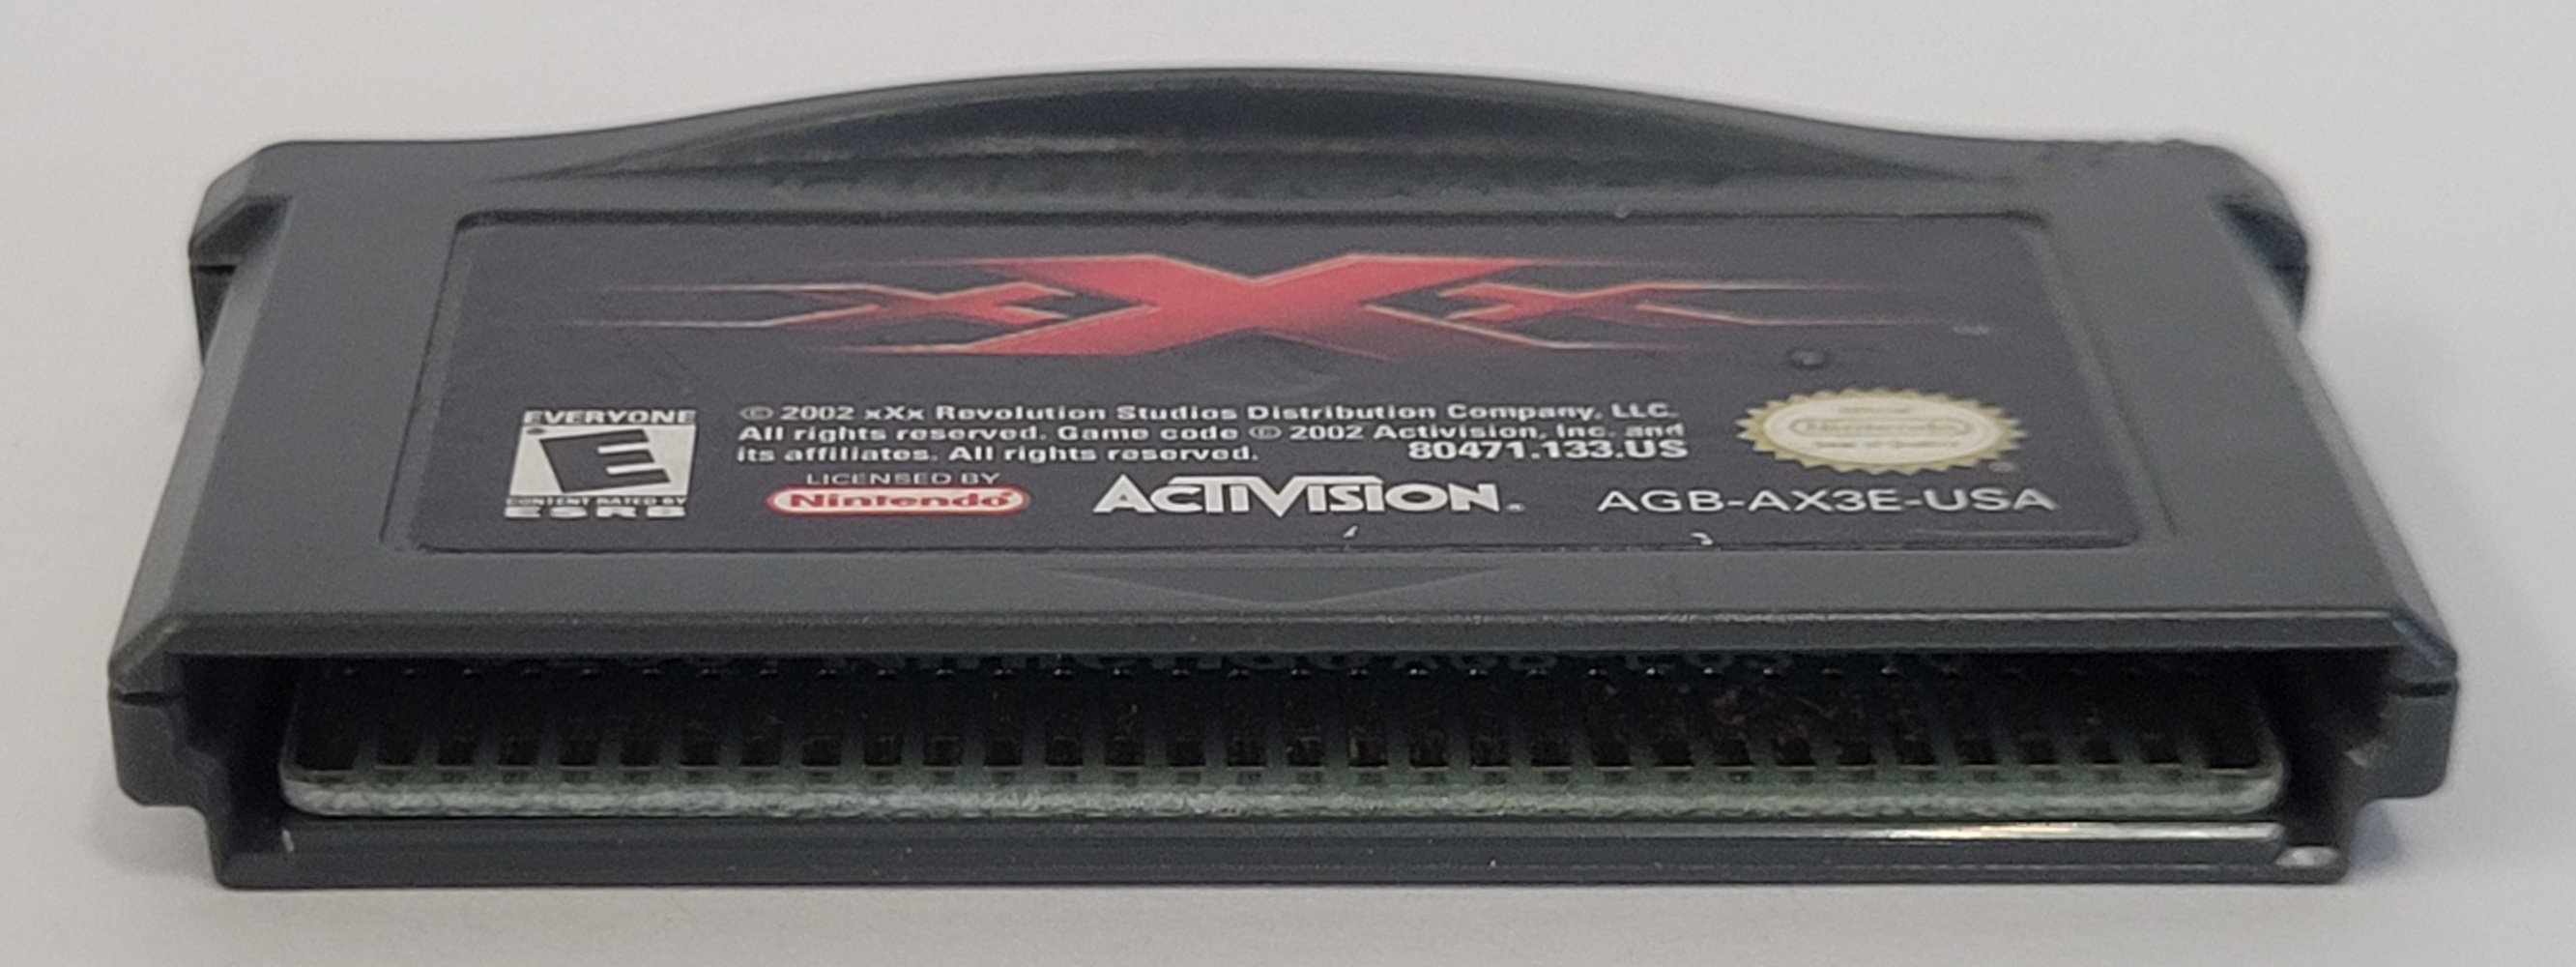 xXx
EVERYONE
E
CONTENT RATED BY
ESRB
© 2002 xXx Revolution Studios Distribution Company, LLC.
All rights reserved. Game code © 2002 Activision, Inc. and
its affiliates. All rights reserved.
80471.133.US
LICENSED BY
Nintendo®
ACTIVISION®
AGB-AX3E-USA
Nintendo